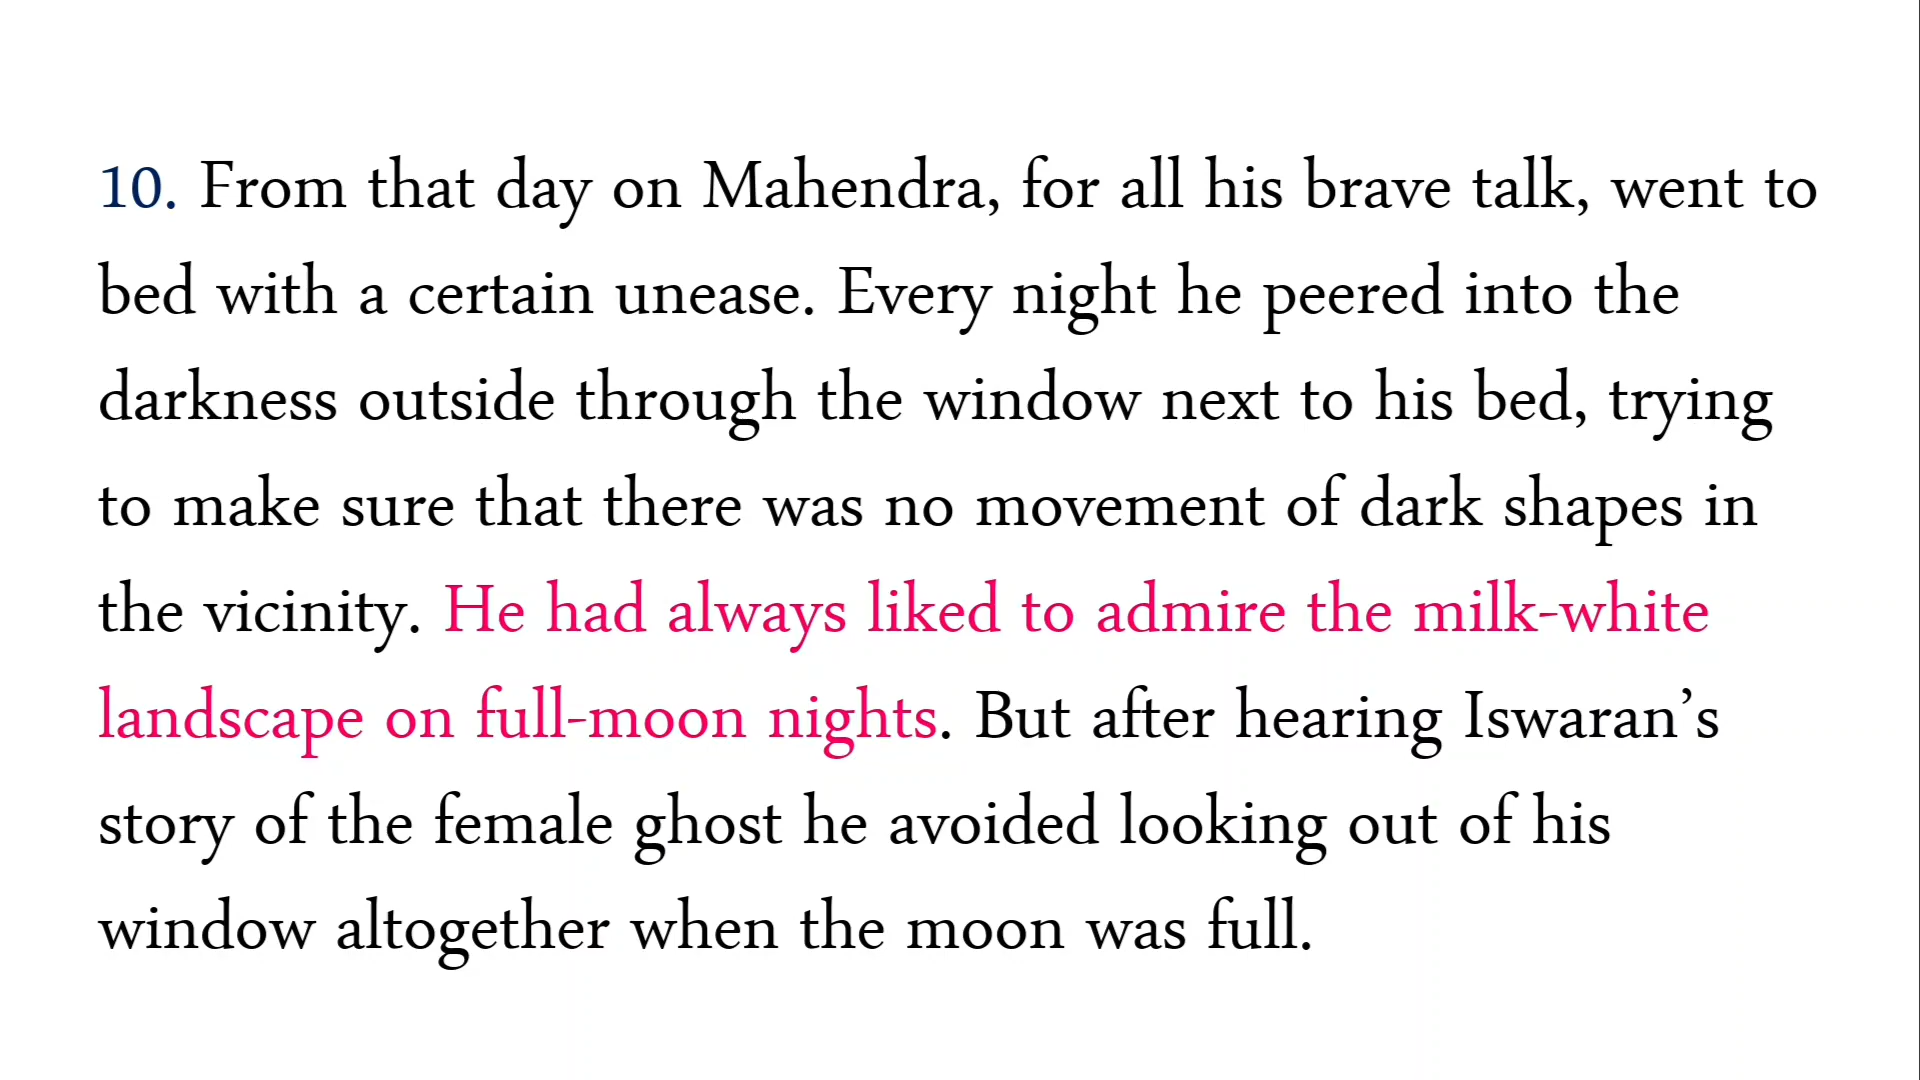 10. From that day on Mahendra, for all his brave talk, went to
bed with a certain unease. Every night he peered into the
darkness outside through the window next to his bed, trying
to make sure that there was no movement of dark shapes in
the vicinity. He had always liked to admire the milk-white
landscape on full-moon nights. But after hearing Iswaran’s
story of the female ghost he avoided looking out of his
window altogether when the moon was full.